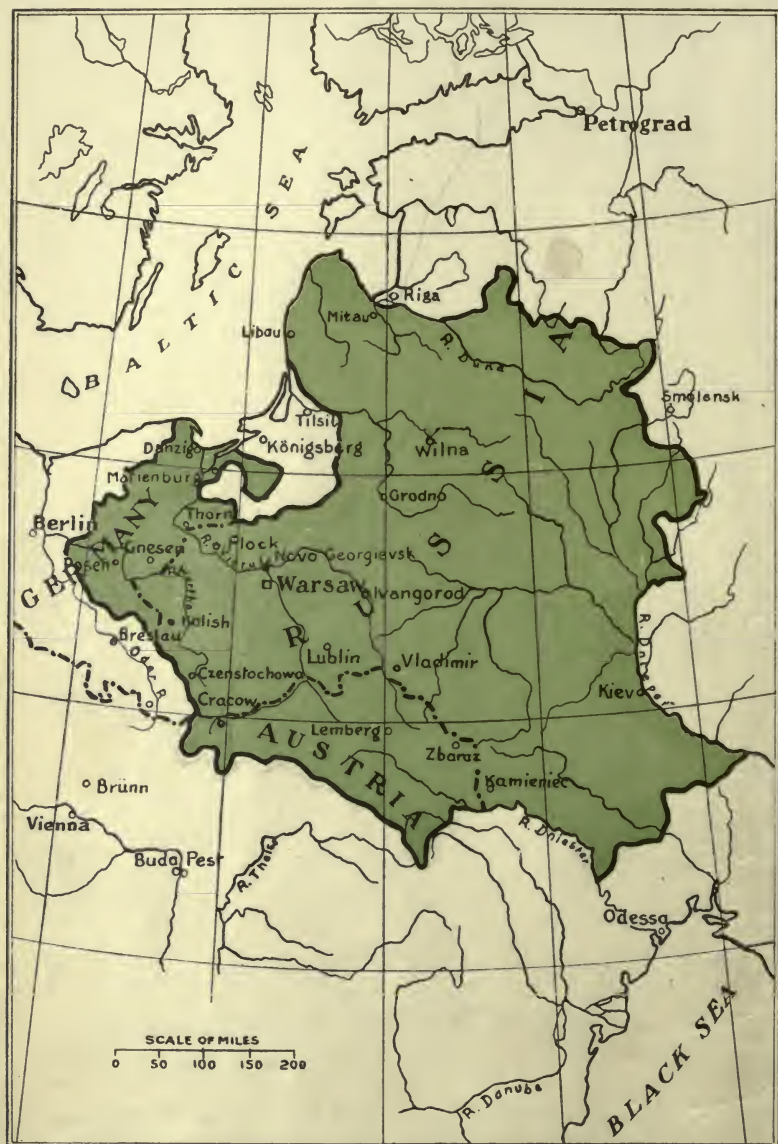 Petrograd
BALTIC SEA
Riga
Mitau
Libau
R. Duna
Smolensk
Tilsit
Königsberg
Danzig
Marienburg
Wilna
Grodno
RUSSIA
Berlin
GERMANY
Thorn
Plock
Gnesen
Posen
R. Warthe
Novo Georgievsk
Warsaw
Ivangorod
Kalish
Breslau
Oder R.
Lublin
Vladimir
R. Dnieper
Kiev
Czenstochowa
Cracow
Lemberg
AUSTRIA
Zbaraz
Kamieniec
Brünn
Vienna
Buda Pest
R. Theiss
R. Dniester
Odessa
BLACK SEA
SCALE OF MILES
0 50 100 150 200
R. Danube